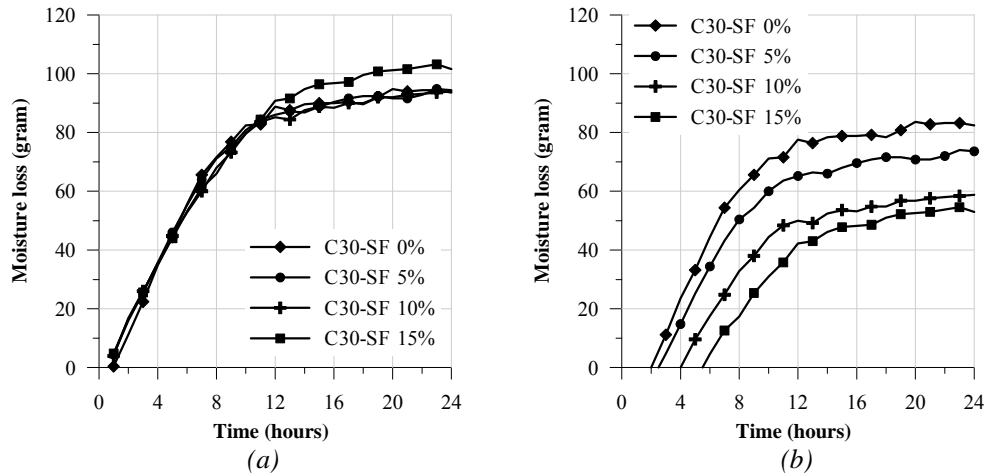 120
100
80
60
40
20
0
Moisture loss (gram)
C30-SF 0%
C30-SF 5%
C30-SF 10%
C30-SF 15%
0 4 8 12 16 20 24
Time (hours)
(a)
120
100
80
60
40
20
0
Moisture loss (gram)
C30-SF 0%
C30-SF 5%
C30-SF 10%
C30-SF 15%
0 4 8 12 16 20 24
Time (hours)
(b)